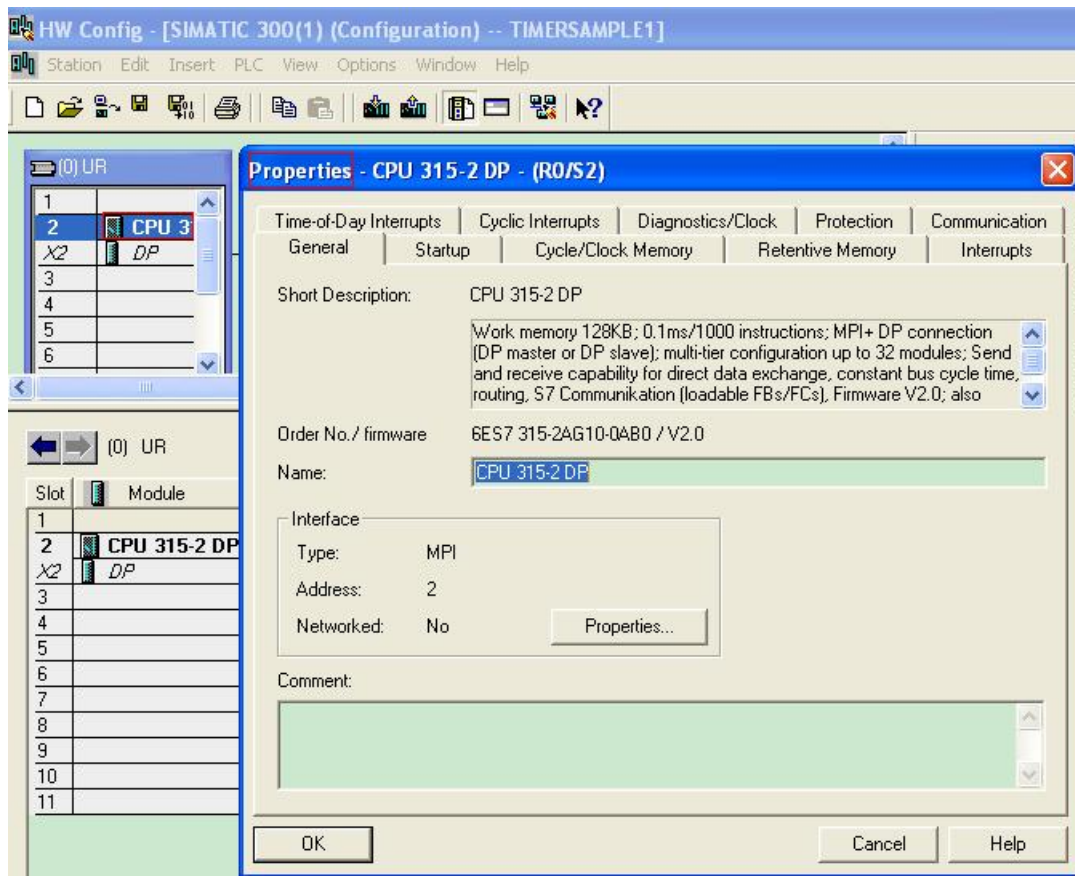 HW Config - [SIMATIC 300(1) (Configuration) -- TIMERSAMPLE1]
Station Edit Insert PLC View Options Window Help
(0) UR
1
2 CPU 3
X2 DP
3
4
5
6
Properties - CPU 315-2 DP - (R0/S2)
Time-of-Day Interrupts Cyclic Interrupts Diagnostics/Clock Protection Communication
General Startup Cycle/Clock Memory Retentive Memory Interrupts
Short Description: CPU 315-2 DP
Work memory 128KB; 0.1ms/1000 instructions; MPI+ DP connection
(DP master or DP slave); multi-tier configuration up to 32 modules; Send
and receive capability for direct data exchange, constant bus cycle time,
routing, S7 Communikation (loadable FBs/FCs), Firmware V2.0; also
Order No./ firmware 6ES7 315-2AG10-0AB0 / V2.0
Name: CPU 315-2 DP
Interface
Type: MPI
Address: 2
Networked: No Properties...
Comment:
OK Cancel Help
(0) UR
Slot Module
1
2 CPU 315-2 DP
X2 DP
3
4
5
6
7
8
9
10
11